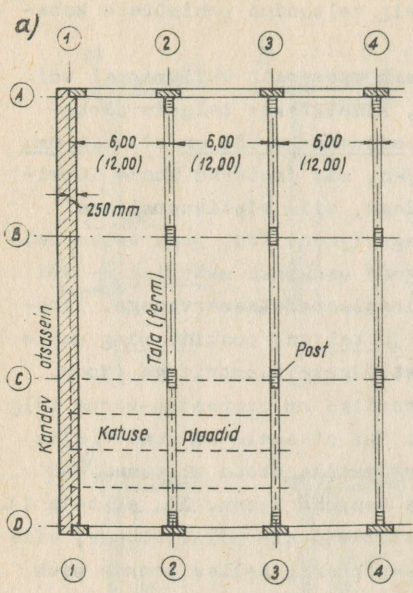 a)
1 2 3 4
A
6,00 6,00 6,00
(12,00) (12,00) (12,00)
250 mm
B
Kandev otsasein
Tala (ferm)
Post
C
Katuse plaadid
D
1 2 3 4